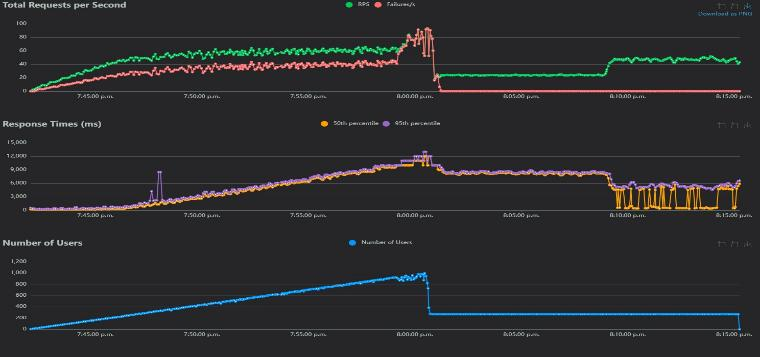 Total Requests per Second
RPS Failures/s
Download as PNG
100
80
60
40
20
0
7:45:00 p.m. 7:50:00 p.m. 7:55:00 p.m. 8:00:00 p.m. 8:05:00 p.m. 8:10:00 p.m. 8:15:00 p.m.
Response Times (ms)
50th percentile 95th percentile
15,000
12,000
9,000
6,000
3,000
0
7:45:00 p.m. 7:50:00 p.m. 7:55:00 p.m. 8:00:00 p.m. 8:05:00 p.m. 8:10:00 p.m. 8:15:00 p.m.
Number of Users
Number of Users
1,200
1,000
800
600
400
200
0
7:45:00 p.m. 7:50:00 p.m. 7:55:00 p.m. 8:00:00 p.m. 8:05:00 p.m. 8:10:00 p.m. 8:15:00 p.m.